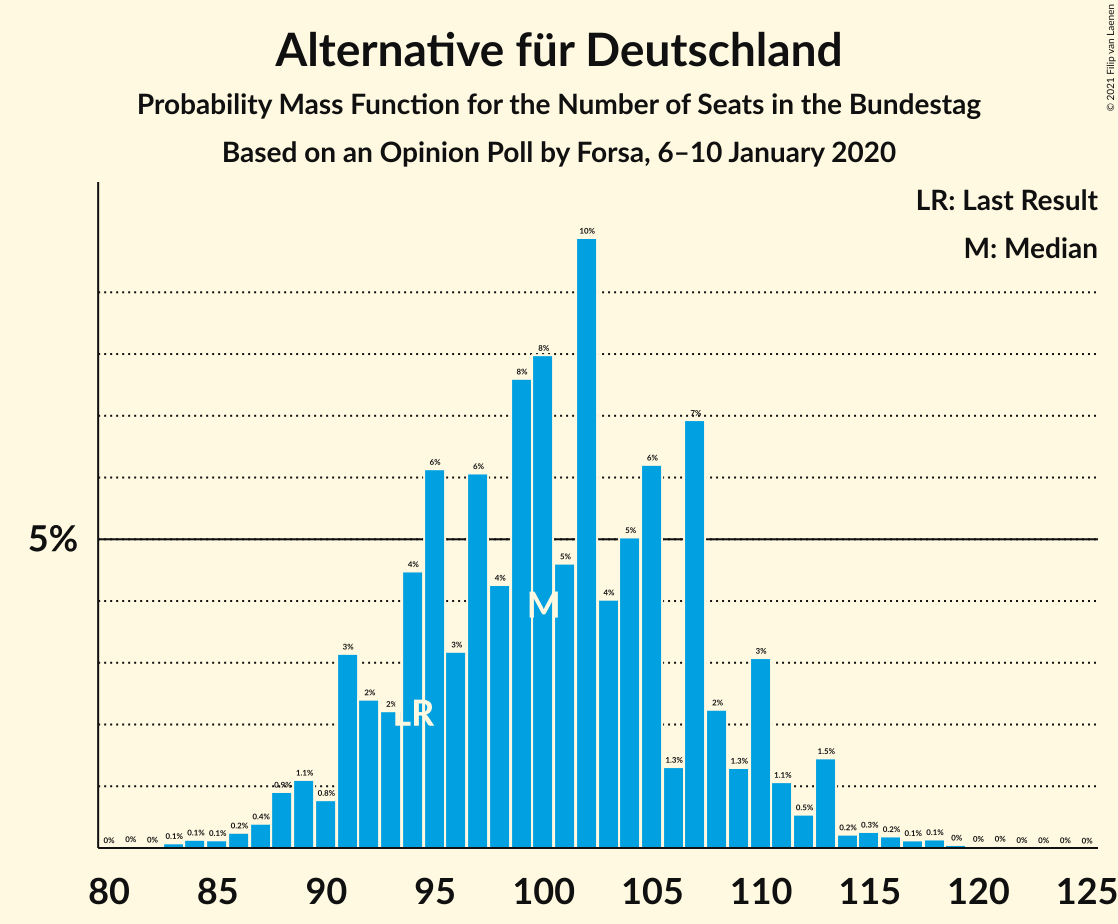 Alternative für Deutschland
Probability Mass Function for the Number of Seats in the Bundestag
Based on an Opinion Poll by Forsa, 6–10 January 2020
© 2021 Filip van Laenen
LR: Last Result
M: Median
5%
0% 0% 0% 0.1% 0.1% 0.1% 0.2% 0.4% 0.9% 1.1% 0.8% 3% 2% 2% 4% 6% 3% 6% 4% 8% 8% 5% 10% 4% 5% 6% 1.3% 7% 2% 1.3% 3% 1.1% 0.5% 1.5% 0.2% 0.3% 0.2% 0.1% 0.1% 0% 0% 0% 0% 0% 0% 0%
LR
M
80 85 90 95 100 105 110 115 120 125